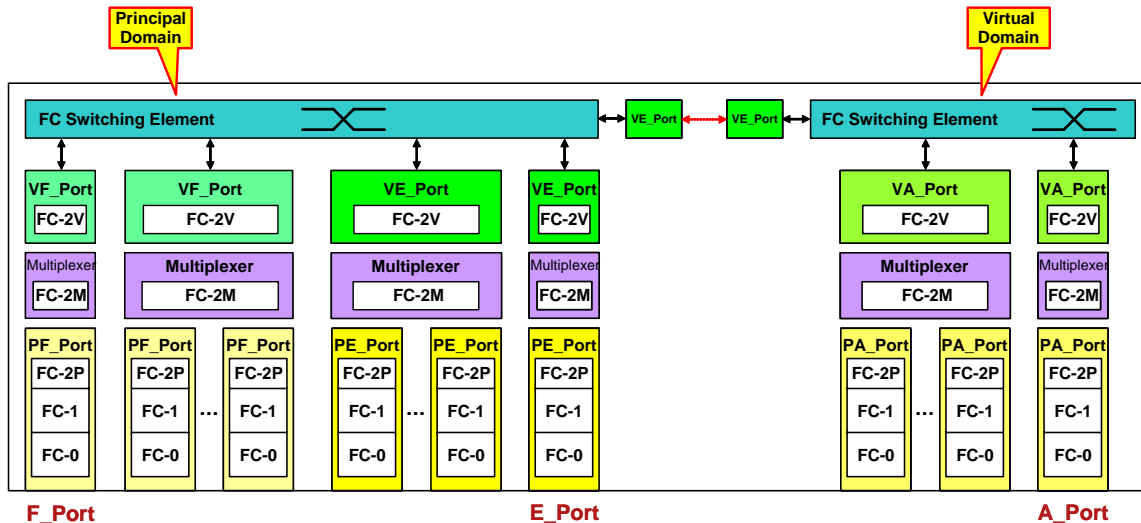 Principal
Domain
Virtual
Domain
FC Switching Element
VE_Port
VE_Port
FC Switching Element
VF_Port
FC-2V
VF_Port
FC-2V
VE_Port
FC-2V
VE_Port
FC-2V
VA_Port
FC-2V
VA_Port
FC-2V
Multiplexer
FC-2M
Multiplexer
FC-2M
Multiplexer
FC-2M
Multiplexer
FC-2M
Multiplexer
FC-2M
Multiplexer
FC-2M
PF_Port
FC-2P
FC-1
FC-0
PF_Port
FC-2P
FC-1
FC-0
...
PF_Port
FC-2P
FC-1
FC-0
PE_Port
FC-2P
FC-1
FC-0
...
PE_Port
FC-2P
FC-1
FC-0
PE_Port
FC-2P
FC-1
FC-0
PA_Port
FC-2P
FC-1
FC-0
...
PA_Port
FC-2P
FC-1
FC-0
PA_Port
FC-2P
FC-1
FC-0
F_Port
E_Port
A_Port